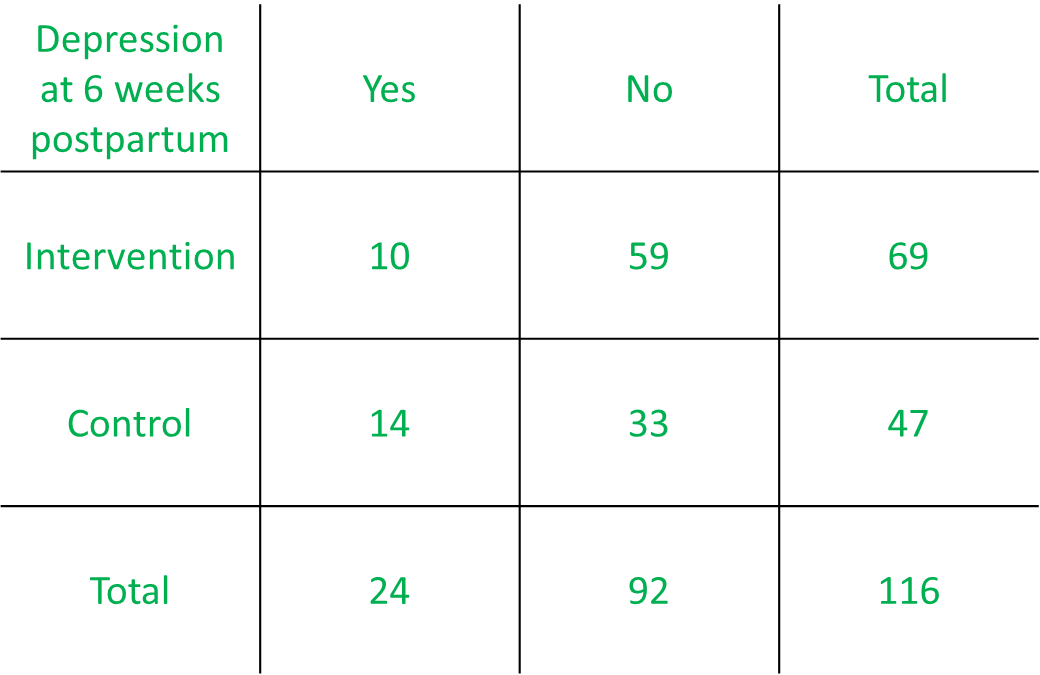 Depression
at 6 weeks
postpartum
Yes
No
Total
Intervention
10
59
69
Control
14
33
47
Total
24
92
116